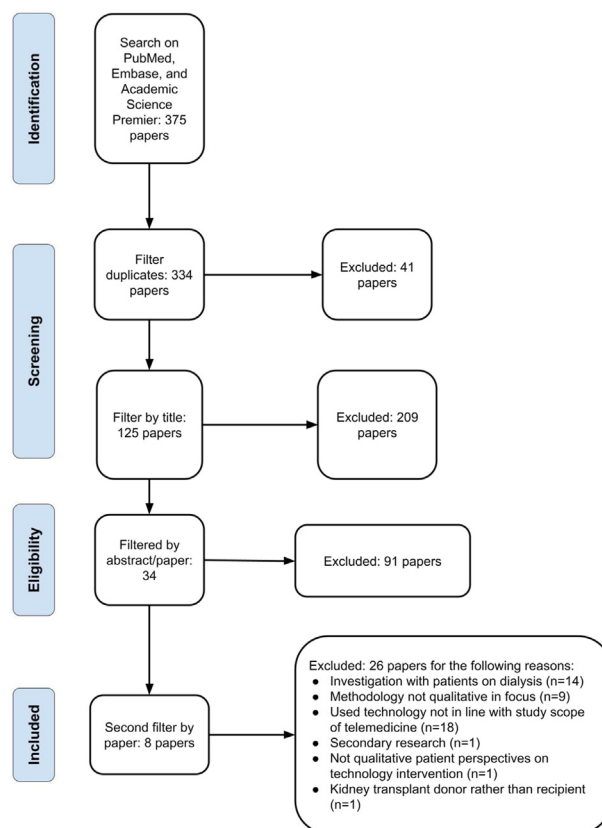 Identification
Search on
PubMed,
Embase, and
Academic
Science
Premier: 375
papers
Screening
Filter
duplicates: 334
papers
Excluded: 41
papers
Filter by title:
125 papers
Excluded: 209
papers
Eligibility
Filtered by
abstract/paper:
34
Excluded: 91 papers
Included
Second filter by
paper: 8 papers
Excluded: 26 papers for the following reasons:
● Investigation with patients on dialysis (n=14)
● Methodology not qualitative in focus (n=9)
● Used technology not in line with study scope
of telemedicine (n=18)
● Secondary research (n=1)
● Not qualitative patient perspectives on
technology intervention (n=1)
● Kidney transplant donor rather than recipient
(n=1)